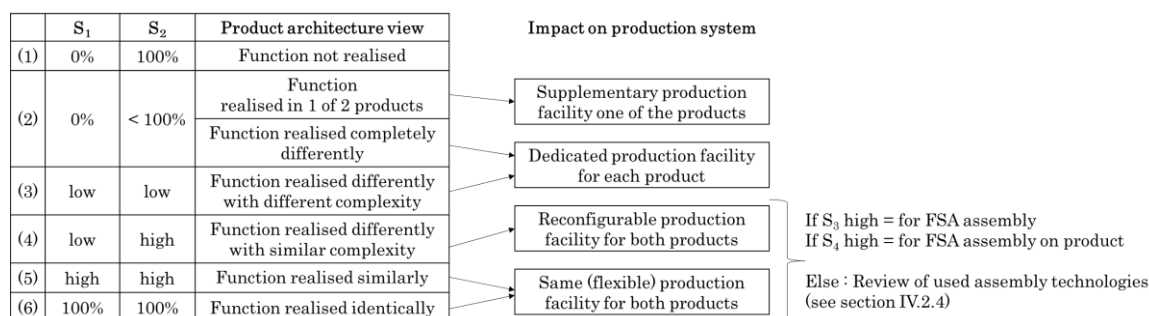 S₁ S₂ Product architecture view Impact on production system
(1) 0% 100% Function not realised
(2) 0% < 100% Function
realised in 1 of 2 products
Function realised completely
differently
Supplementary production
facility one of the products
Dedicated production facility
for each product
(3) low low Function realised differently
with different complexity
(4) low high Function realised differently
with similar complexity
Reconfigurable production
facility for both products
(5) high high Function realised similarly
(6) 100% 100% Function realised identically
Same (flexible) production
facility for both products
If S₃ high = for FSA assembly
If S₄ high = for FSA assembly on product
Else : Review of used assembly technologies
(see section IV.2.4)